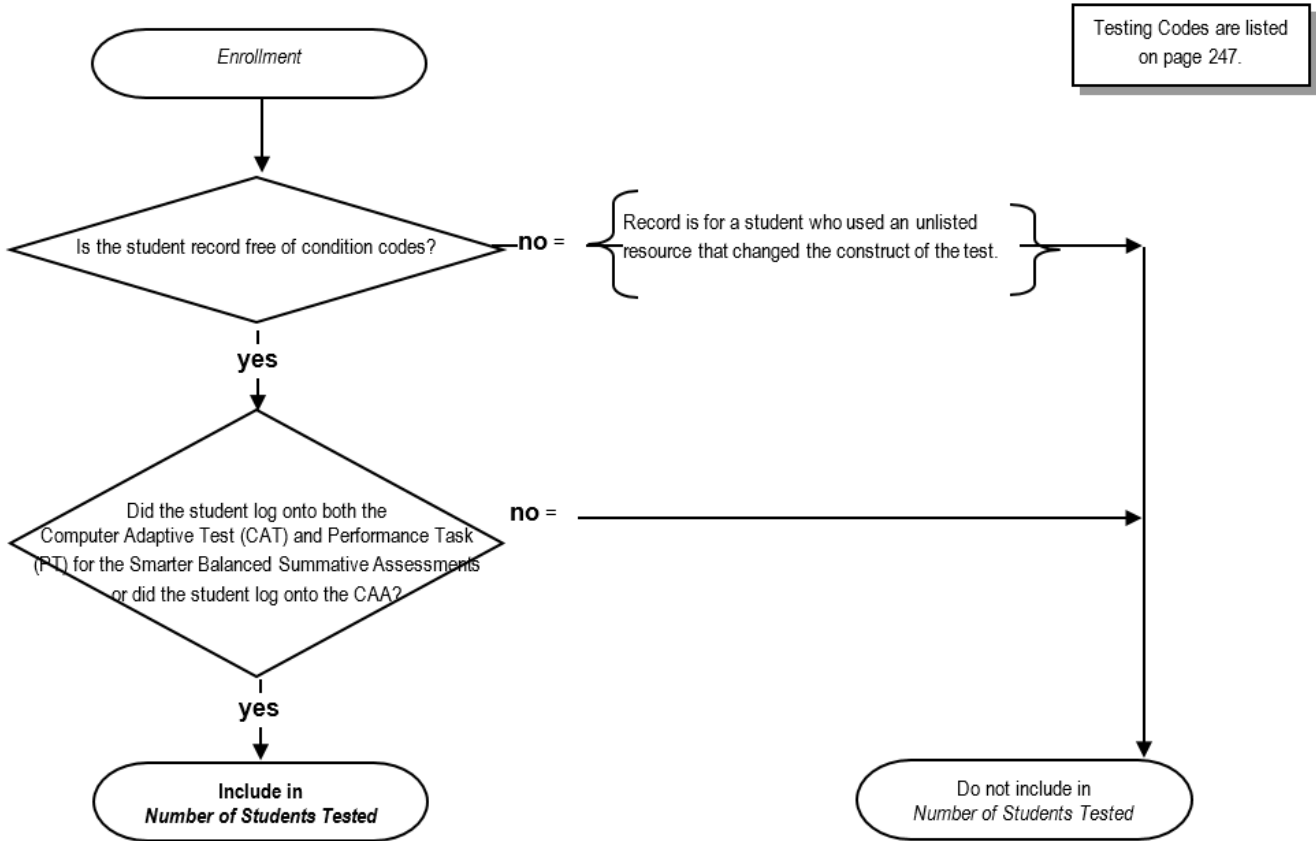 Testing Codes are listed
on page 247.
Enrollment
Is the student record free of condition codes?
no =
Record is for a student who used an unlisted
resource that changed the construct of the test.
yes
Did the student log onto both the
Computer Adaptive Test (CAT) and Performance Task
(PT) for the Smarter Balanced Summative Assessments
or did the student log onto the CAA?
no =
yes
Include in
Number of Students Tested
Do not include in
Number of Students Tested